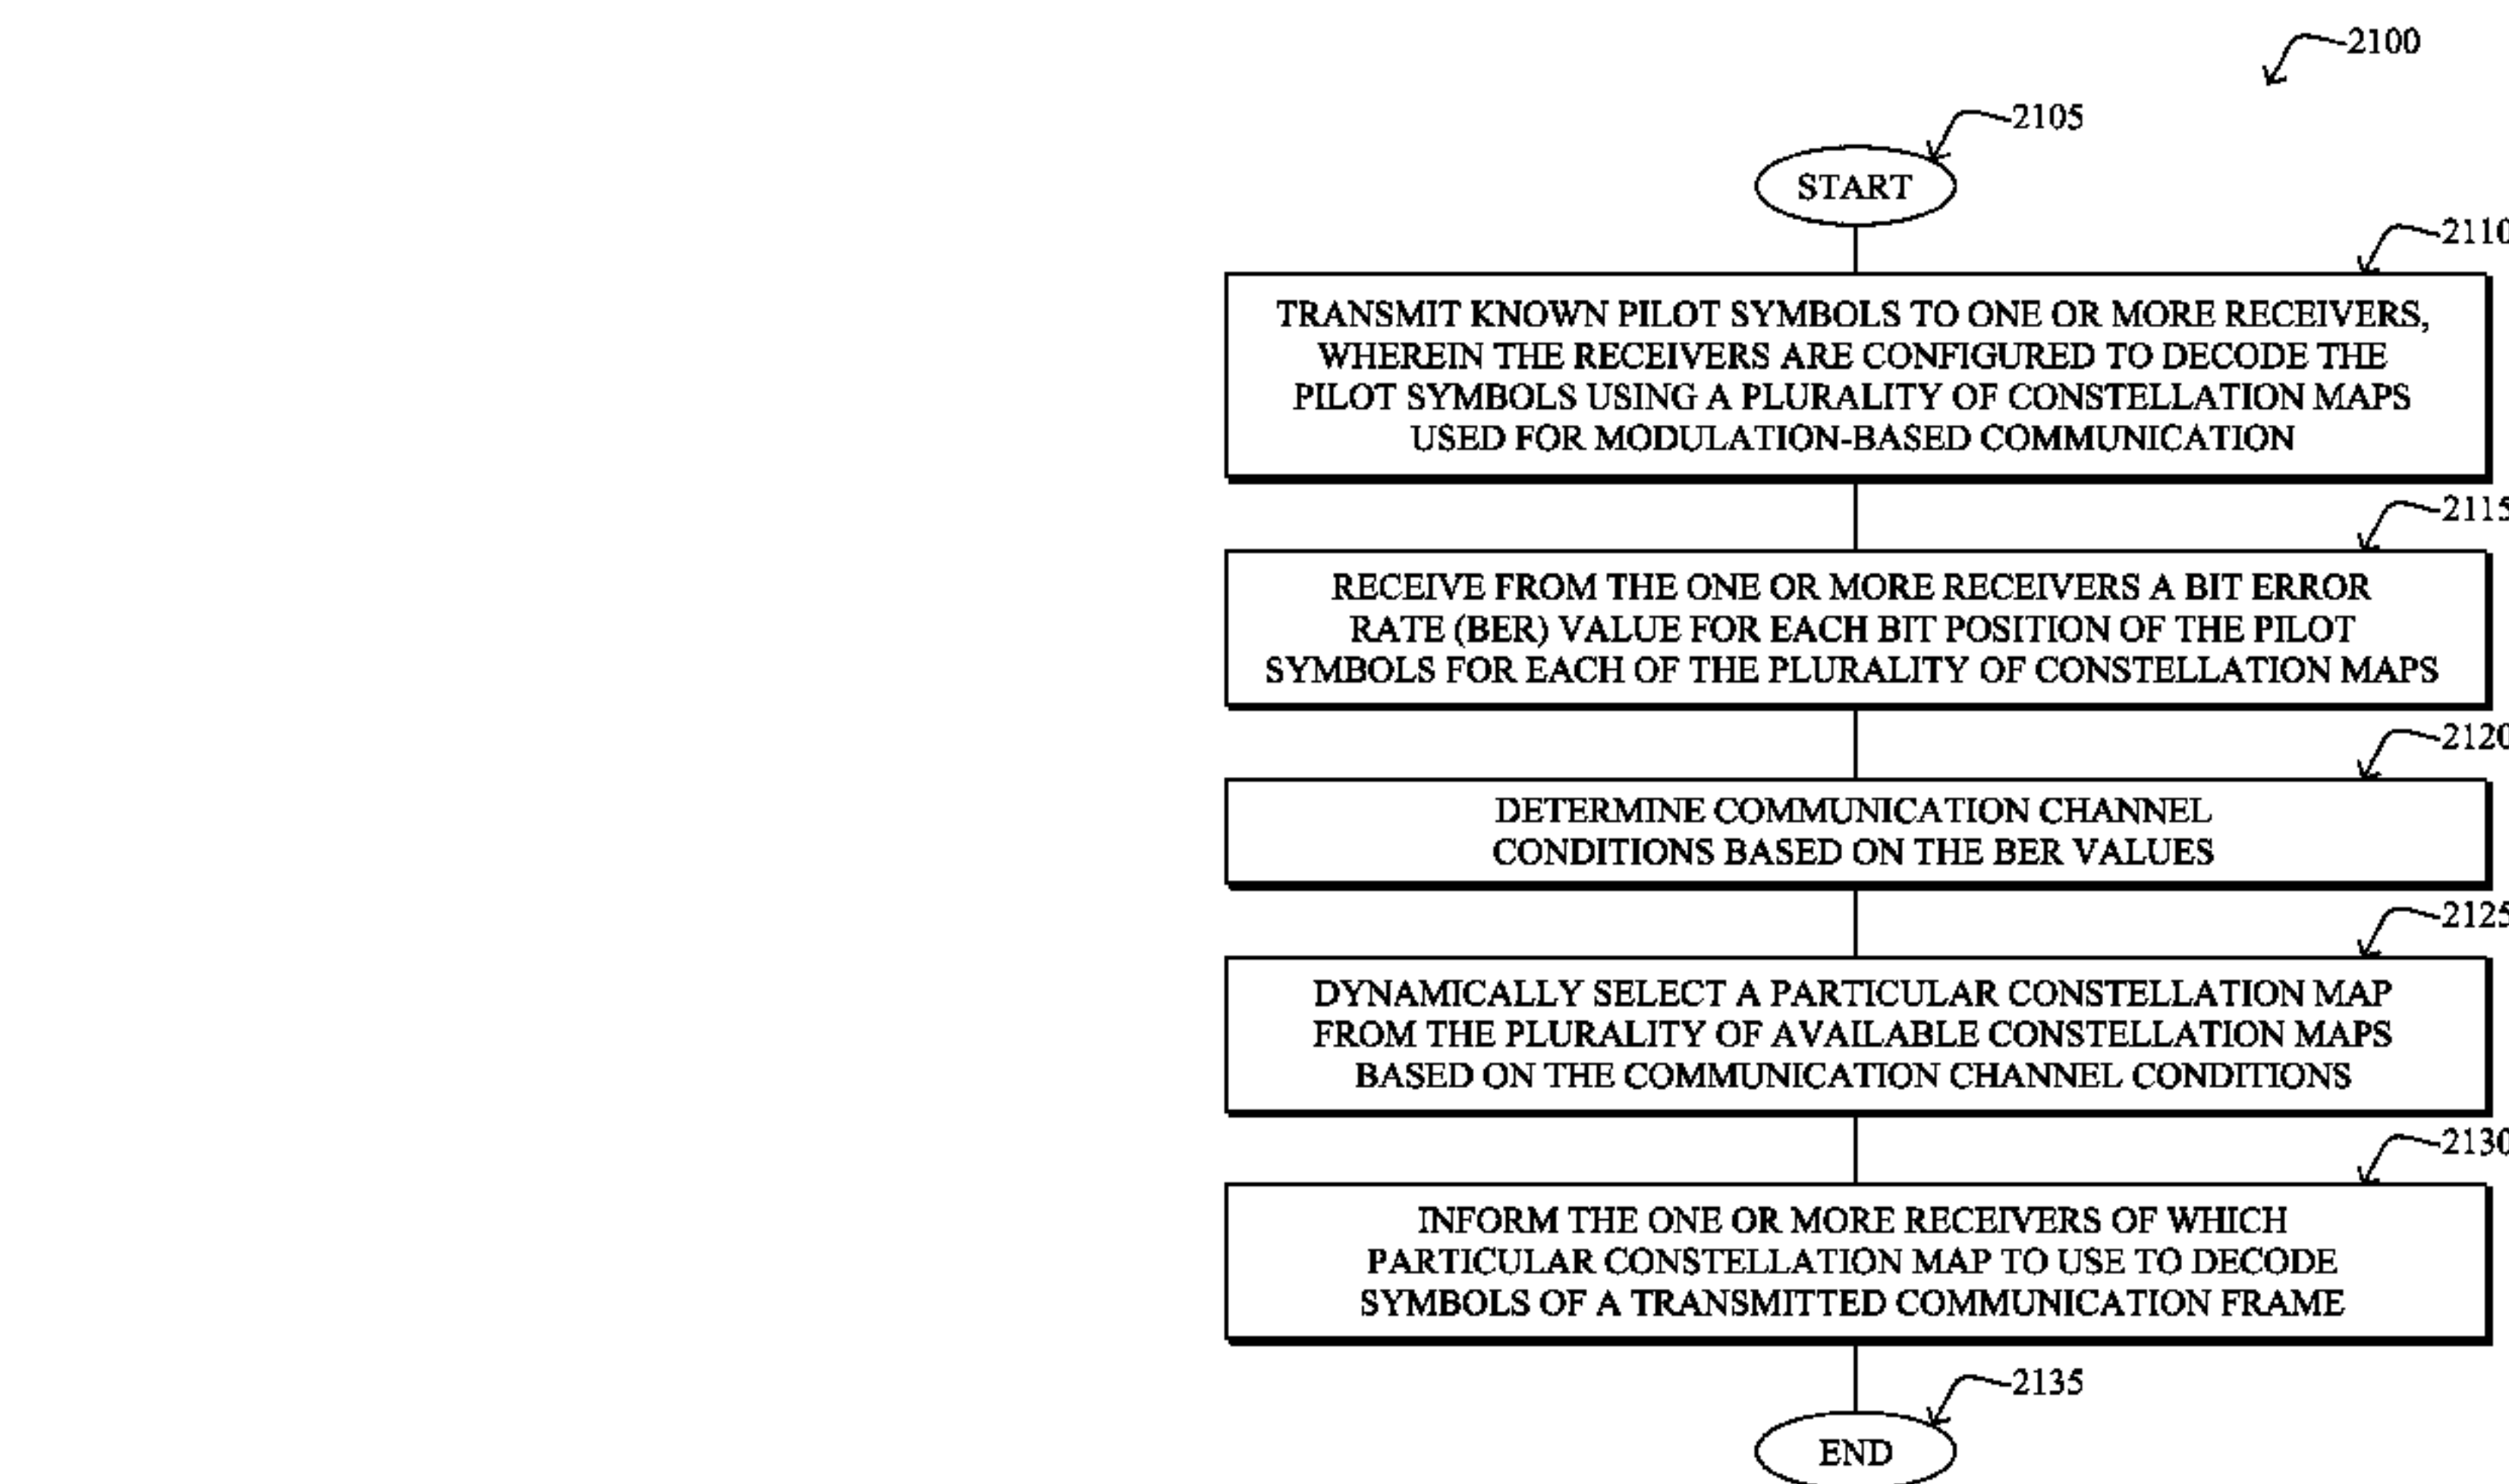 2100
2105
START
2110
TRANSMIT KNOWN PILOT SYMBOLS TO ONE OR MORE RECEIVERS,
WHEREIN THE RECEIVERS ARE CONFIGURED TO DECODE THE
PILOT SYMBOLS USING A PLURALITY OF CONSTELLATION MAPS
USED FOR MODULATION-BASED COMMUNICATION
2115
RECEIVE FROM THE ONE OR MORE RECEIVERS A BIT ERROR
RATE (BER) VALUE FOR EACH BIT POSITION OF THE PILOT
SYMBOLS FOR EACH OF THE PLURALITY OF CONSTELLATION MAPS
2120
DETERMINE COMMUNICATION CHANNEL
CONDITIONS BASED ON THE BER VALUES
2125
DYNAMICALLY SELECT A PARTICULAR CONSTELLATION MAP
FROM THE PLURALITY OF AVAILABLE CONSTELLATION MAPS
BASED ON THE COMMUNICATION CHANNEL CONDITIONS
2130
INFORM THE ONE OR MORE RECEIVERS OF WHICH
PARTICULAR CONSTELLATION MAP TO USE TO DECODE
SYMBOLS OF A TRANSMITTED COMMUNICATION FRAME
2135
END